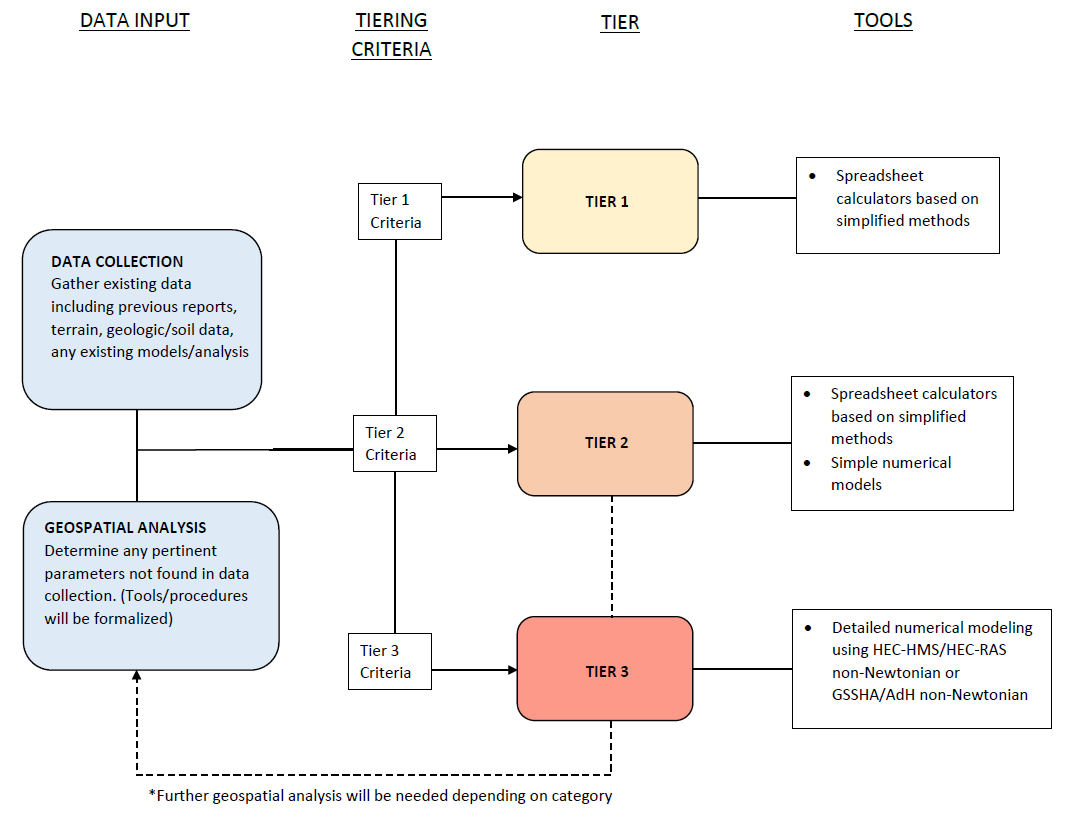 DATA INPUT
TIERING
CRITERIA
TIER
TOOLS
Tier 1
Criteria
TIER 1
• Spreadsheet
calculators based on
simplified methods
DATA COLLECTION
Gather existing data
including previous reports,
terrain, geologic/soil data,
any existing models/analysis
Tier 2
Criteria
TIER 2
• Spreadsheet calculators
based on simplified
methods
• Simple numerical
models
GEOSPATIAL ANALYSIS
Determine any pertinent
parameters not found in data
collection. (Tools/procedures
will be formalized)
Tier 3
Criteria
TIER 3
• Detailed numerical modeling
using HEC-HMS/HEC-RAS
non-Newtonian or
GSSHA/AdH non-Newtonian
*Further geospatial analysis will be needed depending on category